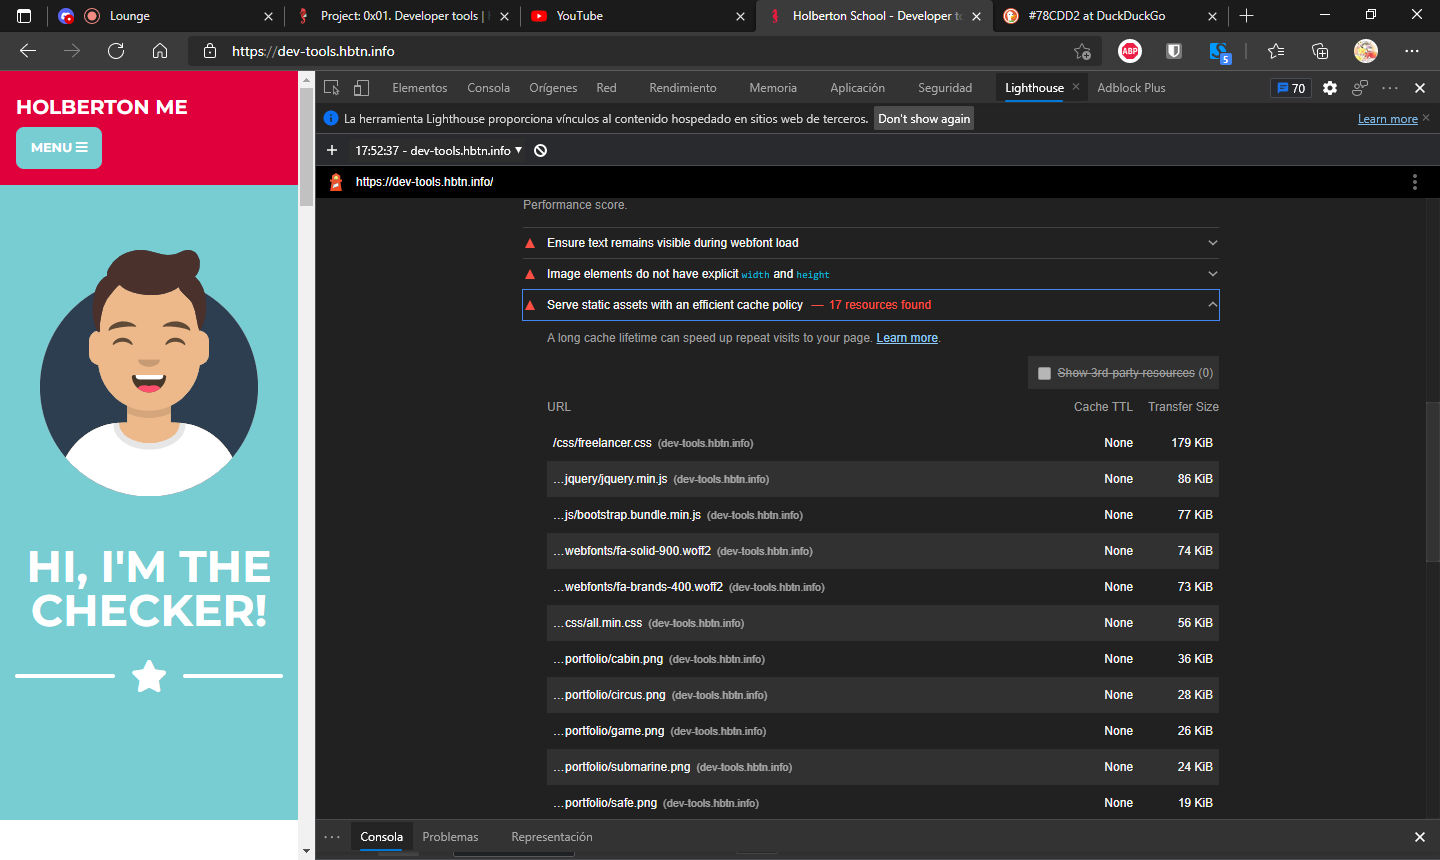 Lounge
Project: 0x01. Developer tools | H
YouTube
Holberton School - Developer to
#78CDD2 at DuckDuckGo
https://dev-tools.hbtn.info
ABP
5
HOLBERTON ME
MENU
HI, I'M THE
CHECKER!
Elementos
Consola
Orígenes
Red
Rendimiento
Memoria
Aplicación
Seguridad
Lighthouse
Adblock Plus
70
La herramienta Lighthouse proporciona vínculos al contenido hospedado en sitios web de terceros.
Don't show again
Learn more
17:52:37 - dev-tools.hbtn.info
https://dev-tools.hbtn.info/
Performance score.
Ensure text remains visible during webfont load
Image elements do not have explicit width and height
Serve static assets with an efficient cache policy — 17 resources found
A long cache lifetime can speed up repeat visits to your page. Learn more.
Show 3rd-party resources (0)
URL Cache TTL Transfer Size
/css/freelancer.css (dev-tools.hbtn.info) None 179 KiB
…jquery/jquery.min.js (dev-tools.hbtn.info) None 86 KiB
…js/bootstrap.bundle.min.js (dev-tools.hbtn.info) None 77 KiB
…webfonts/fa-solid-900.woff2 (dev-tools.hbtn.info) None 74 KiB
…webfonts/fa-brands-400.woff2 (dev-tools.hbtn.info) None 73 KiB
…css/all.min.css (dev-tools.hbtn.info) None 56 KiB
…portfolio/cabin.png (dev-tools.hbtn.info) None 36 KiB
…portfolio/circus.png (dev-tools.hbtn.info) None 28 KiB
…portfolio/game.png (dev-tools.hbtn.info) None 26 KiB
…portfolio/submarine.png (dev-tools.hbtn.info) None 24 KiB
…portfolio/safe.png (dev-tools.hbtn.info) None 19 KiB
Consola
Problemas
Representación